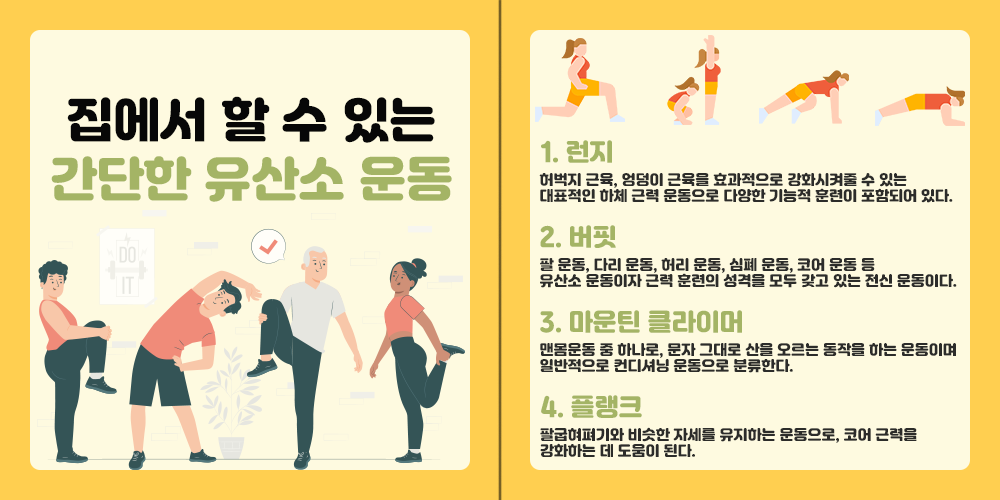 집에서 할 수 있는
간단한 유산소 운동
DO
IT
1. 런지
허벅지 근육, 엉덩이 근육을 효과적으로 강화시켜줄 수 있는
대표적인 하체 근력 운동으로 다양한 기능적 훈련이 포함되어 있다.
2. 버핏
팔 운동, 다리 운동, 허리 운동, 심폐 운동, 코어 운동 등
유산소 운동이자 근력 훈련의 성격을 모두 갖고 있는 전신 운동이다.
3. 마운틴 클라이머
맨몸운동 중 하나로, 문자 그대로 산을 오르는 동작을 하는 운동이며
일반적으로 컨디셔닝 운동으로 분류한다.
4. 플랭크
팔굽혀펴기와 비슷한 자세를 유지하는 운동으로, 코어 근력을
강화하는 데 도움이 된다.